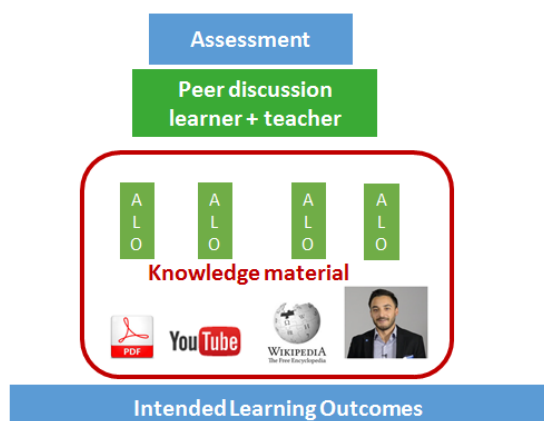 Assessment
Peer discussion
learner + teacher
A
L
O
A
L
O
A
L
O
A
L
O
Knowledge material
PDF
YouTube
WIKIPEDIA
The Free Encyclopedia
Intended Learning Outcomes